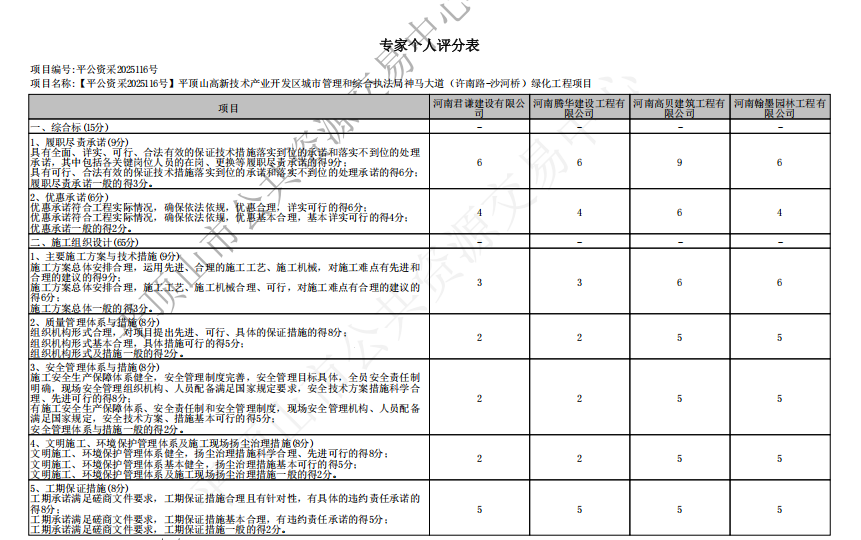 专家个人评分表
项目编号:平公资采2025116号
项目名称:【平公资采2025116号】平顶山高新技术产业开发区城市管理和综合执法局神马大道（许南路-沙河桥）绿化工程项目
项目 河南君谦建设有限公司 河南腾华建设工程有限公司 河南高贝建筑工程有限公司 河南翰墨园林工程有限公司
一、综合标(15分) - - - -
1、履职尽责承诺(9分)
具有全面、详实、可行、合法有效的保证技术措施落实到位的承诺和落实不到位的处理
承诺，其中包括各关键岗位人员的在岗、更换等履职尽责承诺的得9分；
具有可行、合法有效的保证技术措施落实到位的承诺和落实不到位的处理承诺的得6分；
履职尽责承诺一般的得3分。
6 6 9 6
2、优惠承诺(6分)
优惠承诺符合工程实际情况，确保依法依规，优惠合理，详实可行的得6分；
优惠承诺符合工程实际情况，确保依法依规，优惠基本合理，基本详实可行的得4分；
优惠承诺一般的得2分。
4 4 6 4
二、施工组织设计(65分) - - - -
1、主要施工方案与技术措施(9分)
施工方案总体安排合理，运用先进、合理的施工工艺、施工机械，对施工难点有先进和
合理的建议的得9分；
施工方案总体安排合理，施工工艺、施工机械合理、可行，对施工难点有合理的建议的
得6分；
施工方案总体一般的得3分。
3 3 6 6
2、质量管理体系与措施(8分)
组织机构形式合理，对项目提出先进、可行、具体的保证措施的得8分；
组织机构形式基本合理，具体措施可行的得5分；
组织机构形式及措施一般的得2分。
2 2 5 5
3、安全管理体系与措施(8分)
施工安全生产保障体系健全，安全管理制度完善，安全管理目标具体，全员安全责任制
明确，现场安全管理组织机构、人员配备满足国家规定要求，安全技术方案措施科学合
理、先进可行的得8分；
有施工安全生产保障体系、安全责任制和安全管理制度，现场安全管理机构、人员配备
满足国家规定，安全技术方案、措施基本可行的得5分；
安全管理体系与措施一般的得2分。
2 2 5 5
4、文明施工、环境保护管理体系及施工现场扬尘治理措施(8分)
文明施工、环境保护管理体系健全，扬尘治理措施科学合理、先进可行的得8分；
文明施工、环境保护管理体系基本健全，扬尘治理措施基本可行的得5分；
文明施工、环境保护管理体系及施工现场扬尘治理措施一般的得2分。
2 2 5 5
5、工期保证措施(8分)
工期承诺满足磋商文件要求，工期保证措施合理且有针对性，有具体的违约责任承诺的
得8分；
工期承诺满足磋商文件要求，工期保证措施基本合理，有违约责任承诺的得5分；
工期承诺满足磋商文件要求，工期保证措施一般的得2分。
5 5 5 5
平顶山市公共资源交易中心